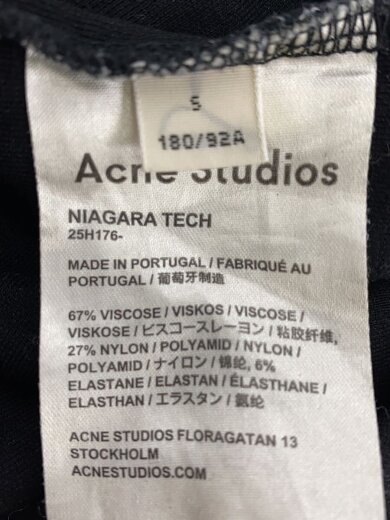 S
180/92A
Acne Studios
NIAGARA TECH
25H176-
MADE IN PORTUGAL / FABRIQUÉ AU
PORTUGAL / 葡萄牙制造
67% VISCOSE / VISKOS / VISCOSE /
VISKOSE / ビスコースレーヨン / 粘胶纤维,
27% NYLON / POLYAMID / NYLON /
POLYAMID / ナイロン / 锦纶, 6%
ELASTANE / ELASTAN / ÉLASTHANE /
ELASTHAN / エラスタン / 氨纶
ACNE STUDIOS FLORAGATAN 13
STOCKHOLM
ACNESTUDIOS.COM